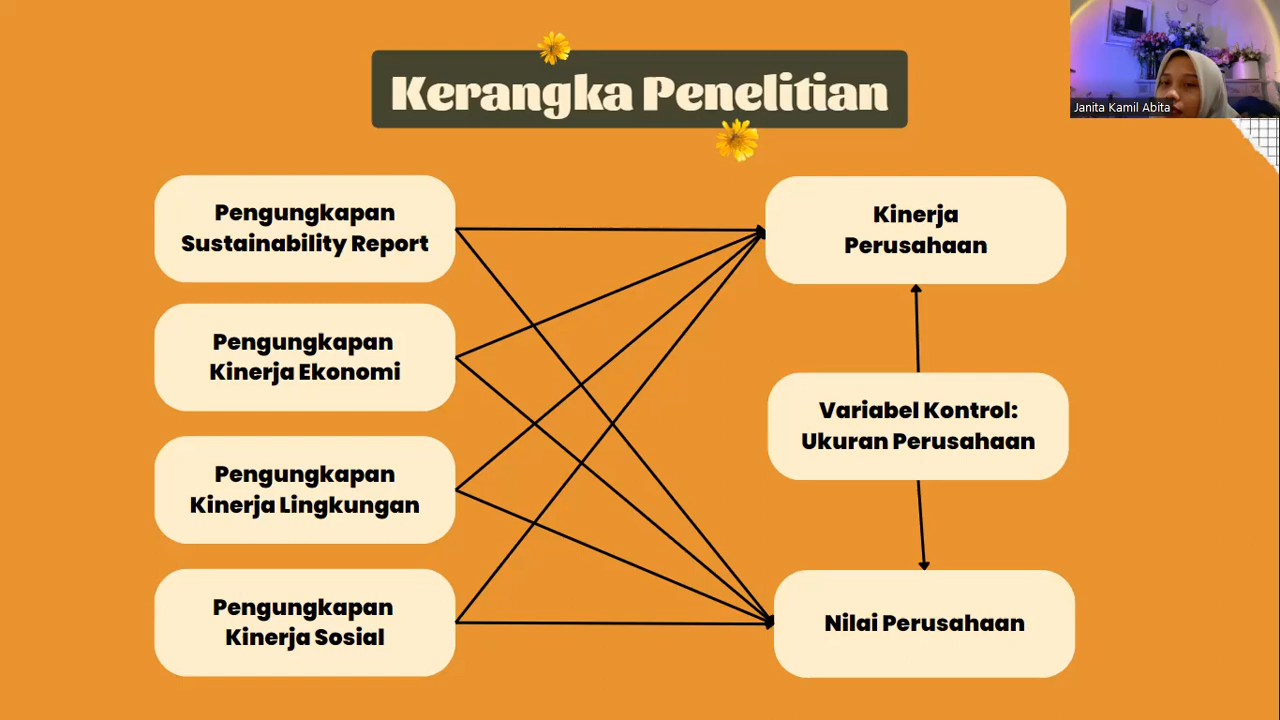 Kerangka Penelitian
Janita Kamil Abita
Pengungkapan
Sustainability Report
Pengungkapan
Kinerja Ekonomi
Pengungkapan
Kinerja Lingkungan
Pengungkapan
Kinerja Sosial
Kinerja
Perusahaan
Variabel Kontrol:
Ukuran Perusahaan
Nilai Perusahaan